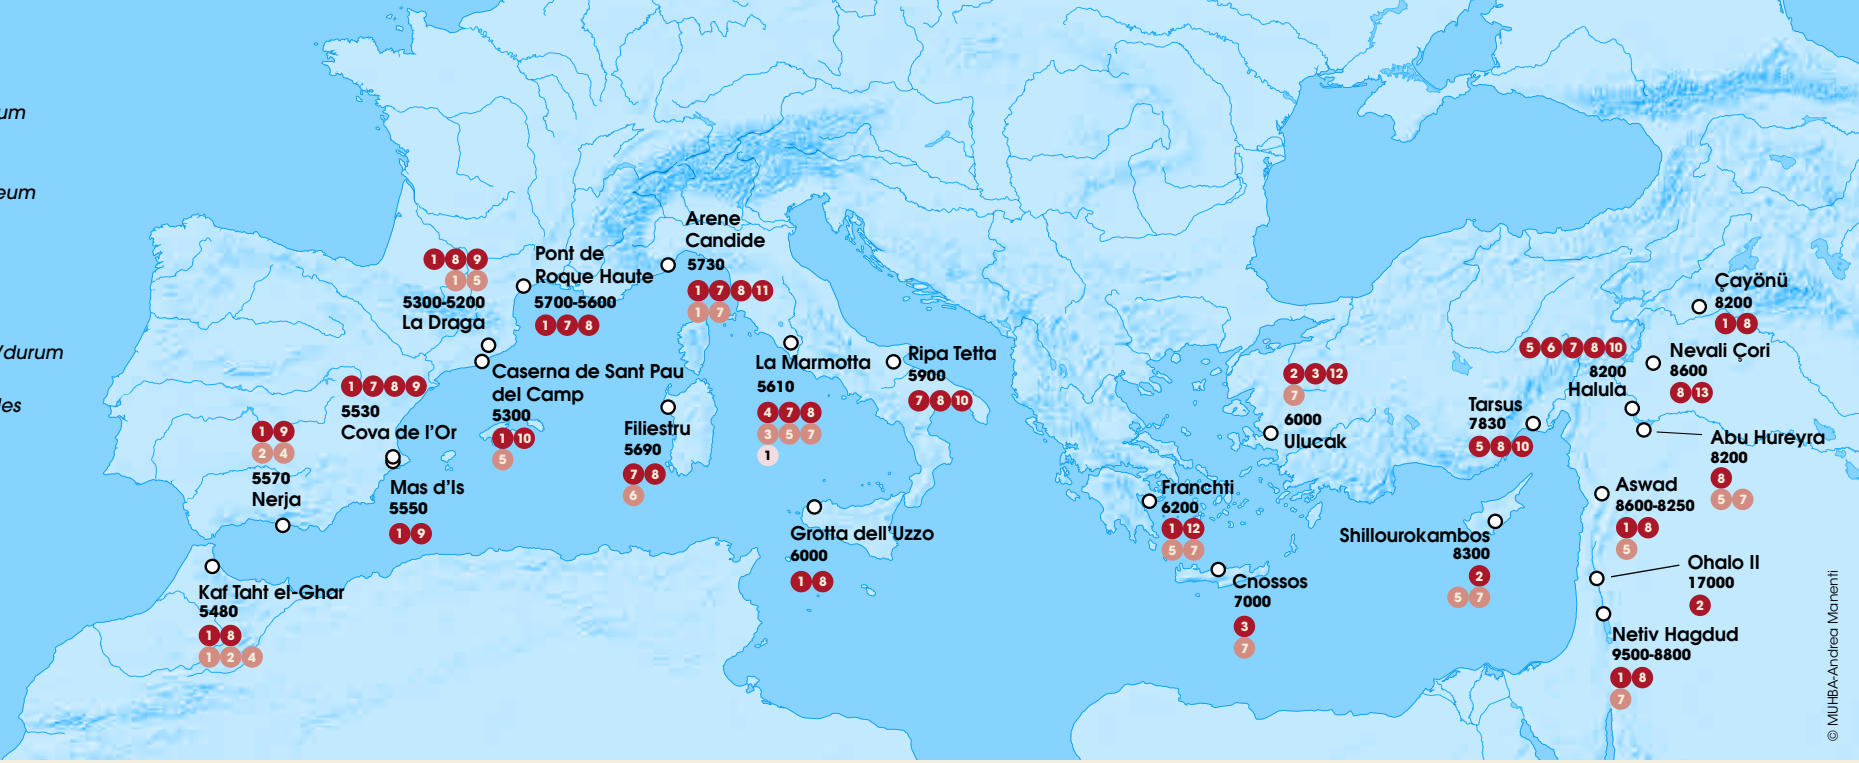 um
eum
/durum
les
1 8 9
1 5
5300-5200
La Draga
Pont de
Roque Haute
5700-5600
1 7 8
Arene
Candide
5730
1 7 8 11
1 7
Caserna de Sant Pau
del Camp
5300
1 10
5
1 7 8 9
5530
Cova de l'Or
1 9
2 4
5570
Nerja
Mas d'Is
5550
1 9
Kaf Taht el-Ghar
5480
1 8
1 2 4
Filiestru
5690
7 8
6
La Marmotta
5610
4 7 8
3 5 7
1
Ripa Tetta
5900
7 8 10
Grotta dell'Uzzo
6000
1 8
Franchti
6200
1 12
5 7
Cnossos
7000
3
7
2 3 12
7
6000
Ulucak
Shillourokambos
8300
2
5 7
Tarsus
7830
5 8 10
5 6 7 8 10
8200
Halula
Çayönü
8200
1 8
Nevali Çori
8600
8 13
Abu Hureyra
8200
8
5 7
Aswad
8600-8250
1 8
5
Ohalo II
17000
2
Netiv Hagdud
9500-8800
1 8
7
© MUHBA-Andrea Manenti